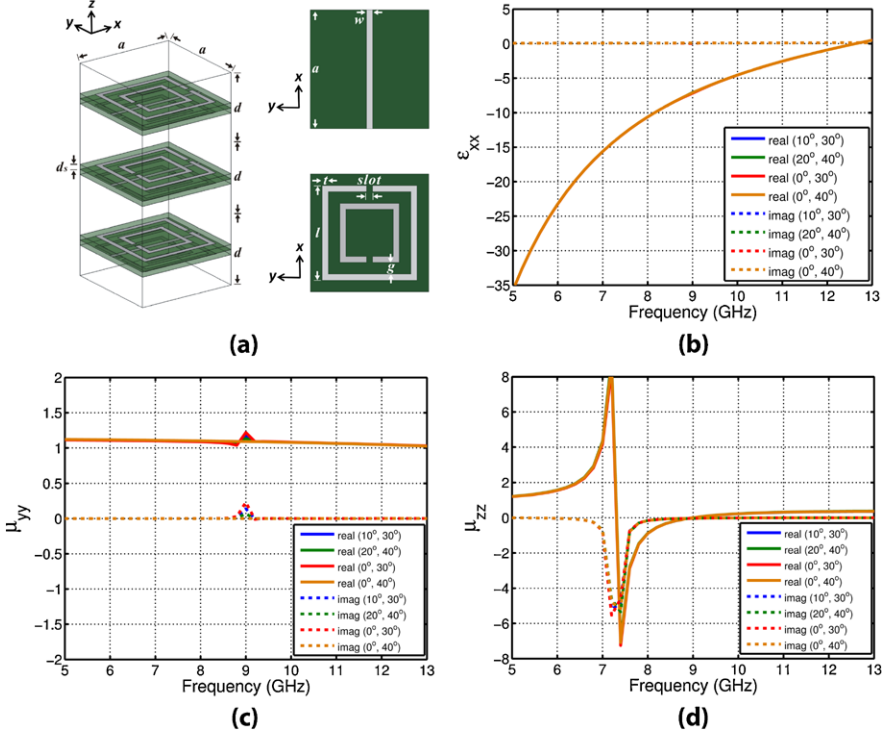 z
y
x
a
a
d
d
d
dₛ
w
a
x
y
t
slot
l
g
x
y
(a)
εxx
5
0
−5
−10
−15
−20
−25
−30
−35
real (10°, 30°)
real (20°, 40°)
real (0°, 30°)
real (0°, 40°)
imag (10°, 30°)
imag (20°, 40°)
imag (0°, 30°)
imag (0°, 40°)
5 6 7 8 9 10 11 12 13
Frequency (GHz)
(b)
μyy
2
1.5
1
0.5
0
−0.5
−1
−1.5
−2
real (10°, 30°)
real (20°, 40°)
real (0°, 30°)
real (0°, 40°)
imag (10°, 30°)
imag (20°, 40°)
imag (0°, 30°)
imag (0°, 40°)
5 6 7 8 9 10 11 12 13
Frequency (GHz)
(c)
μzz
8
6
4
2
0
−2
−4
−6
−8
real (10°, 30°)
real (20°, 40°)
real (0°, 30°)
real (0°, 40°)
imag (10°, 30°)
imag (20°, 40°)
imag (0°, 30°)
imag (0°, 40°)
5 6 7 8 9 10 11 12 13
Frequency (GHz)
(d)